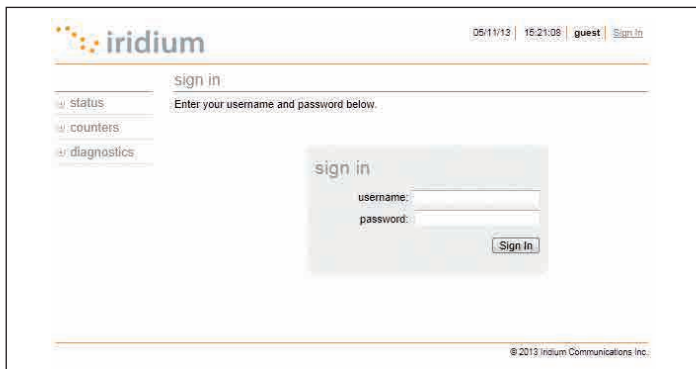 iridium
05/11/13 | 15:21:08 | guest | Sign In
sign in
Enter your username and password below.
status
counters
diagnostics
sign in
username:
password:
Sign In
© 2013 Iridium Communications Inc.